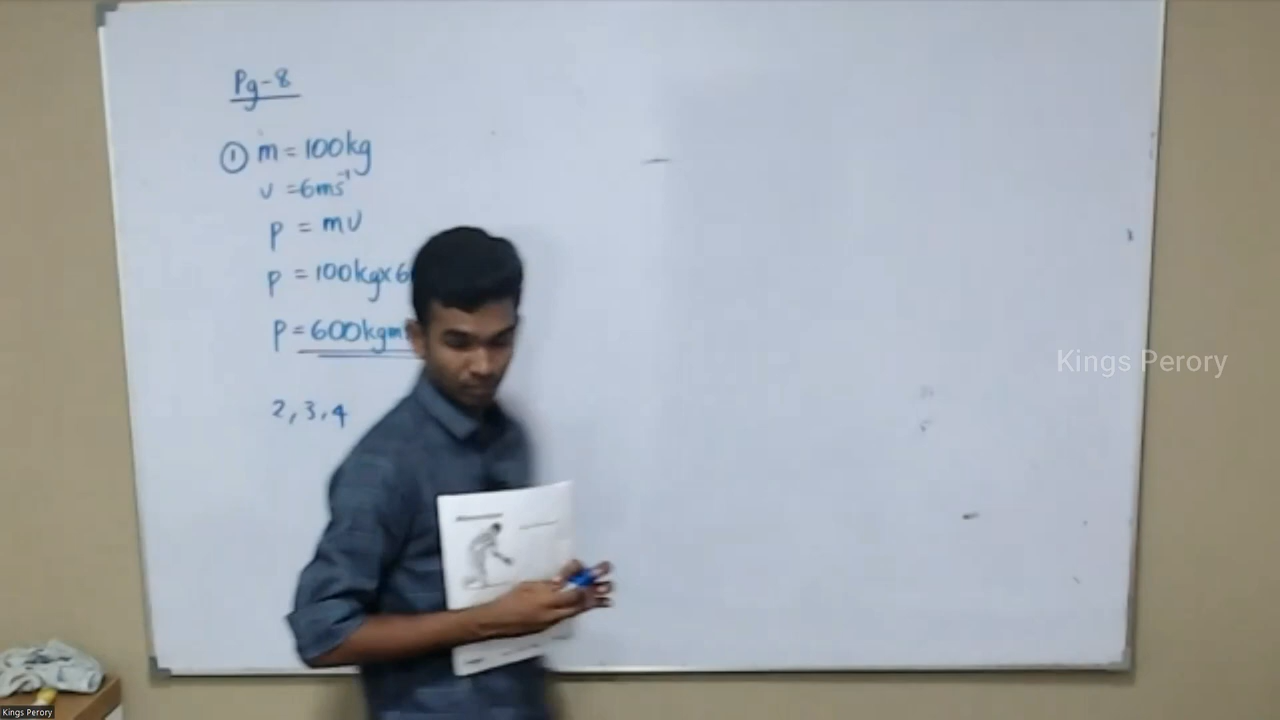 Pg-8
① m = 100kg
v = 6ms⁻¹
p = mv
p = 100kg×6
p = 600kgm
2, 3, 4
Kings Perory
Kings Perory